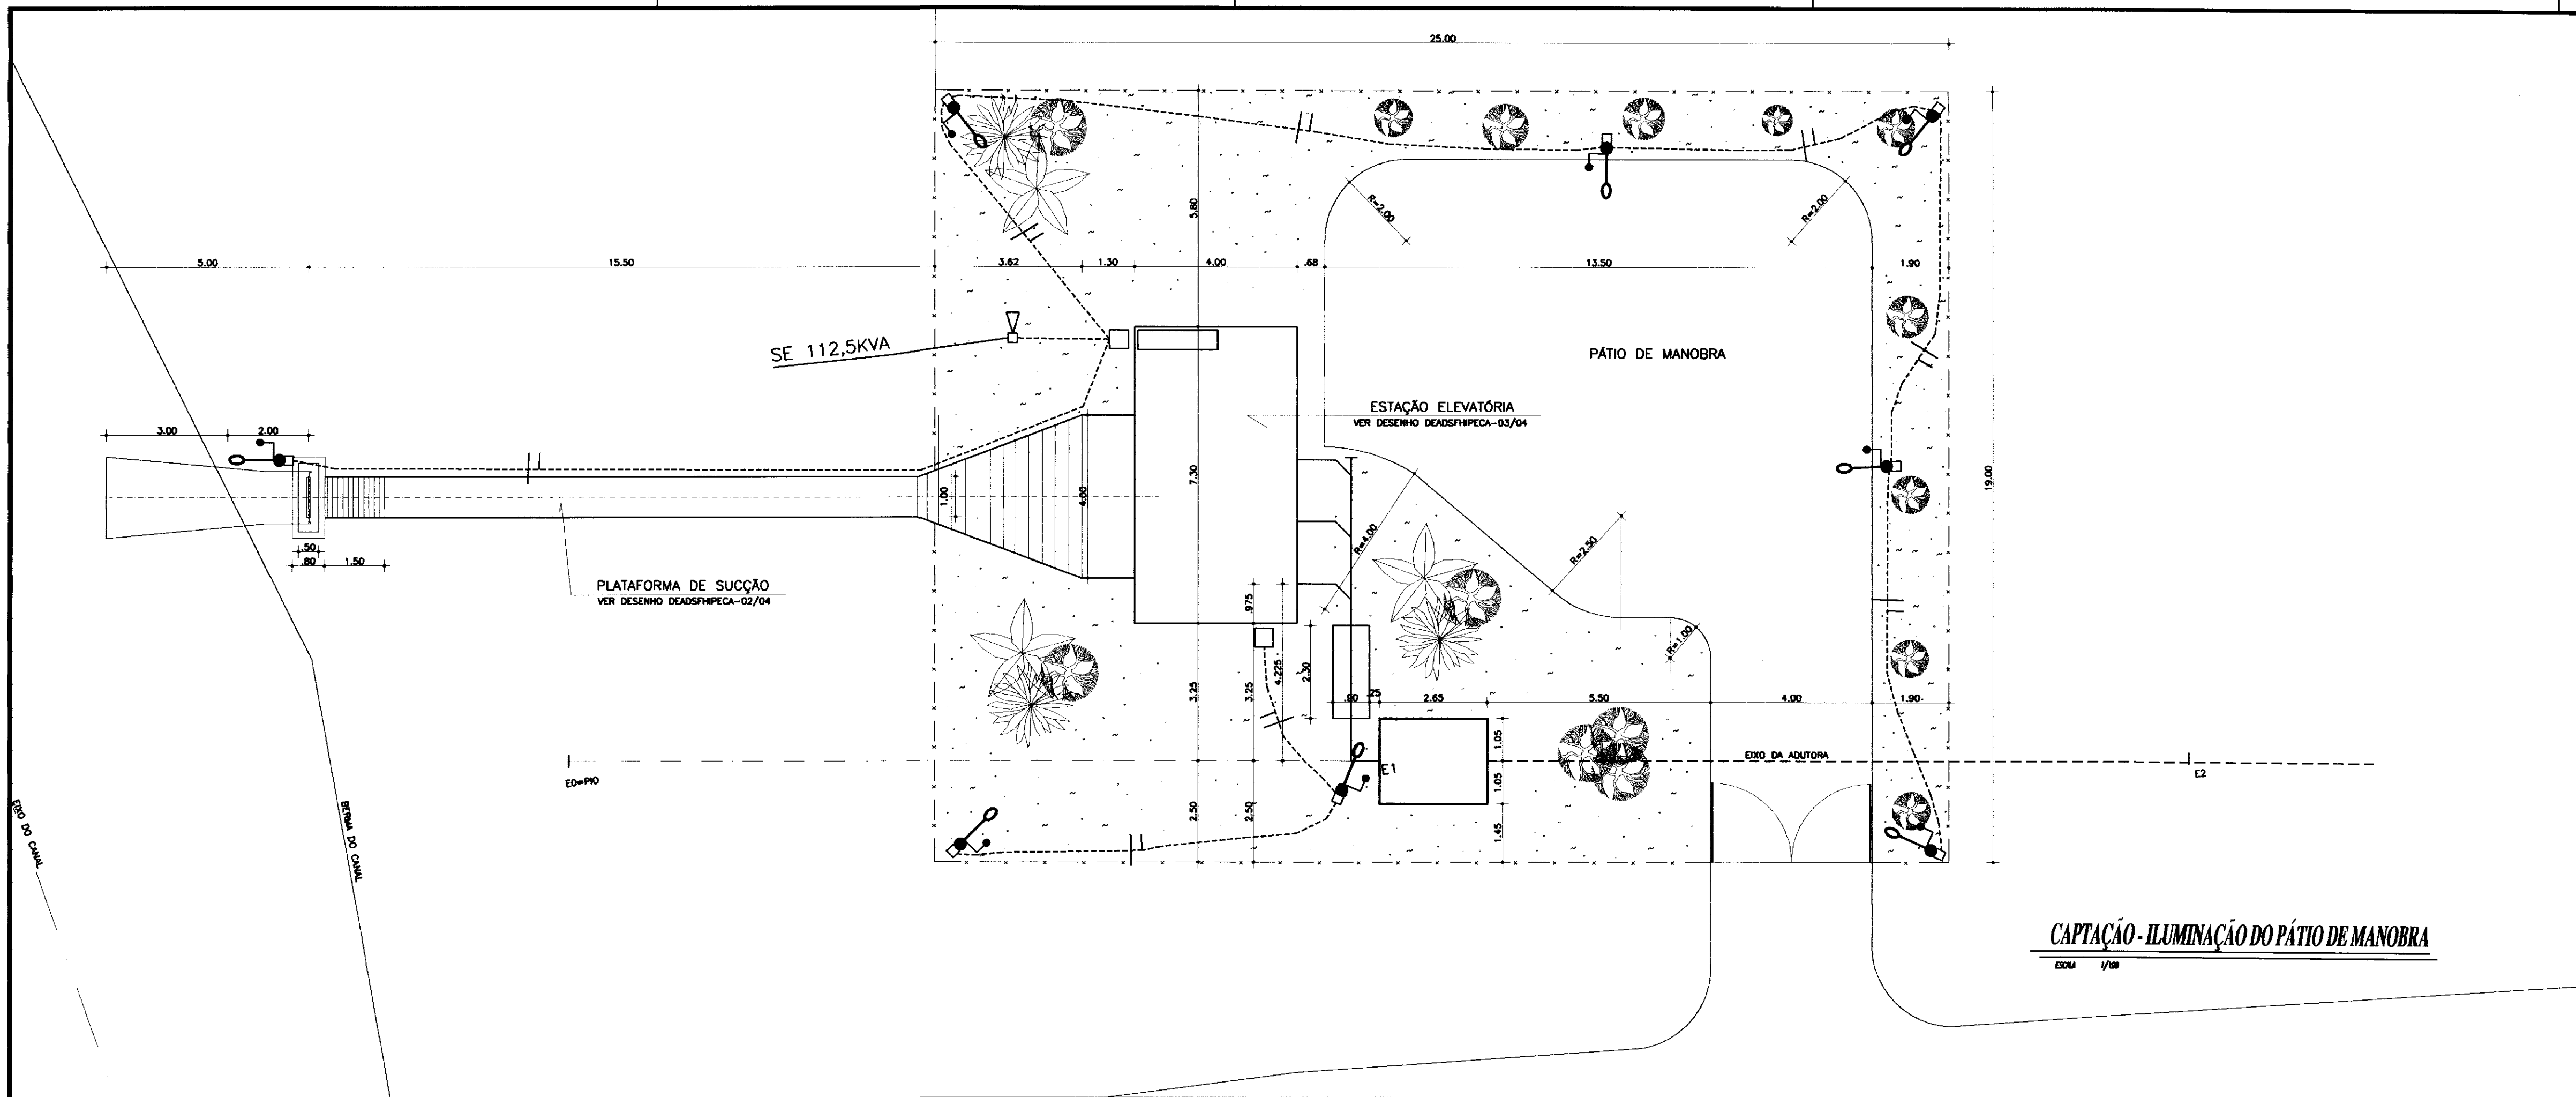 25.00
5.80
R=2.00
R=2.00
5.00
15.50
3.62
1.30
4.00
.68
13.50
1.90
SE 112,5KVA
PÁTIO DE MANOBRA
ESTAÇÃO ELEVATÓRIA
VER DESENHO DEADSFHIPECA-03/04
3.00
2.00
7.30
1.00
4.00
19.00
R=4.00
R=2.50
.50
.80
1.50
PLATAFORMA DE SUCÇÃO
VER DESENHO DEADSFHIPECA-02/04
.975
R=1.00
4.225
2.30
3.25
3.25
.90
.25
2.65
5.50
4.00
1.90
1.05
EIXO DA ADUTORA
E0=PI0
E1
E2
1.05
2.50
2.50
1.45
EIXO DO CANAL
BERMA DO CANAL
CAPTAÇÃO - ILUMINAÇÃO DO PÁTIO DE MANOBRA
ESCALA 1/100